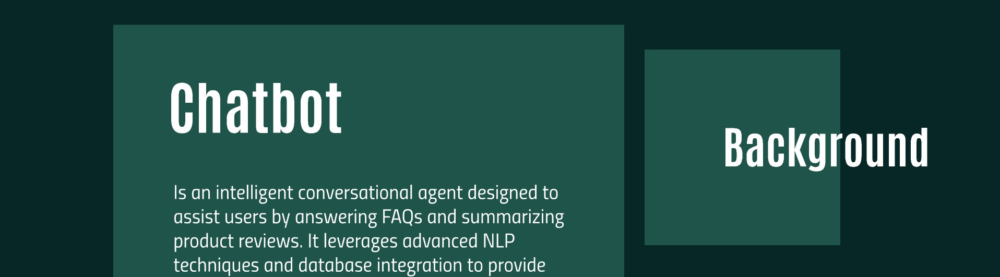 Chatbot
Is an intelligent conversational agent designed to
assist users by answering FAQs and summarizing
product reviews. It leverages advanced NLP
techniques and database integration to provide
Background